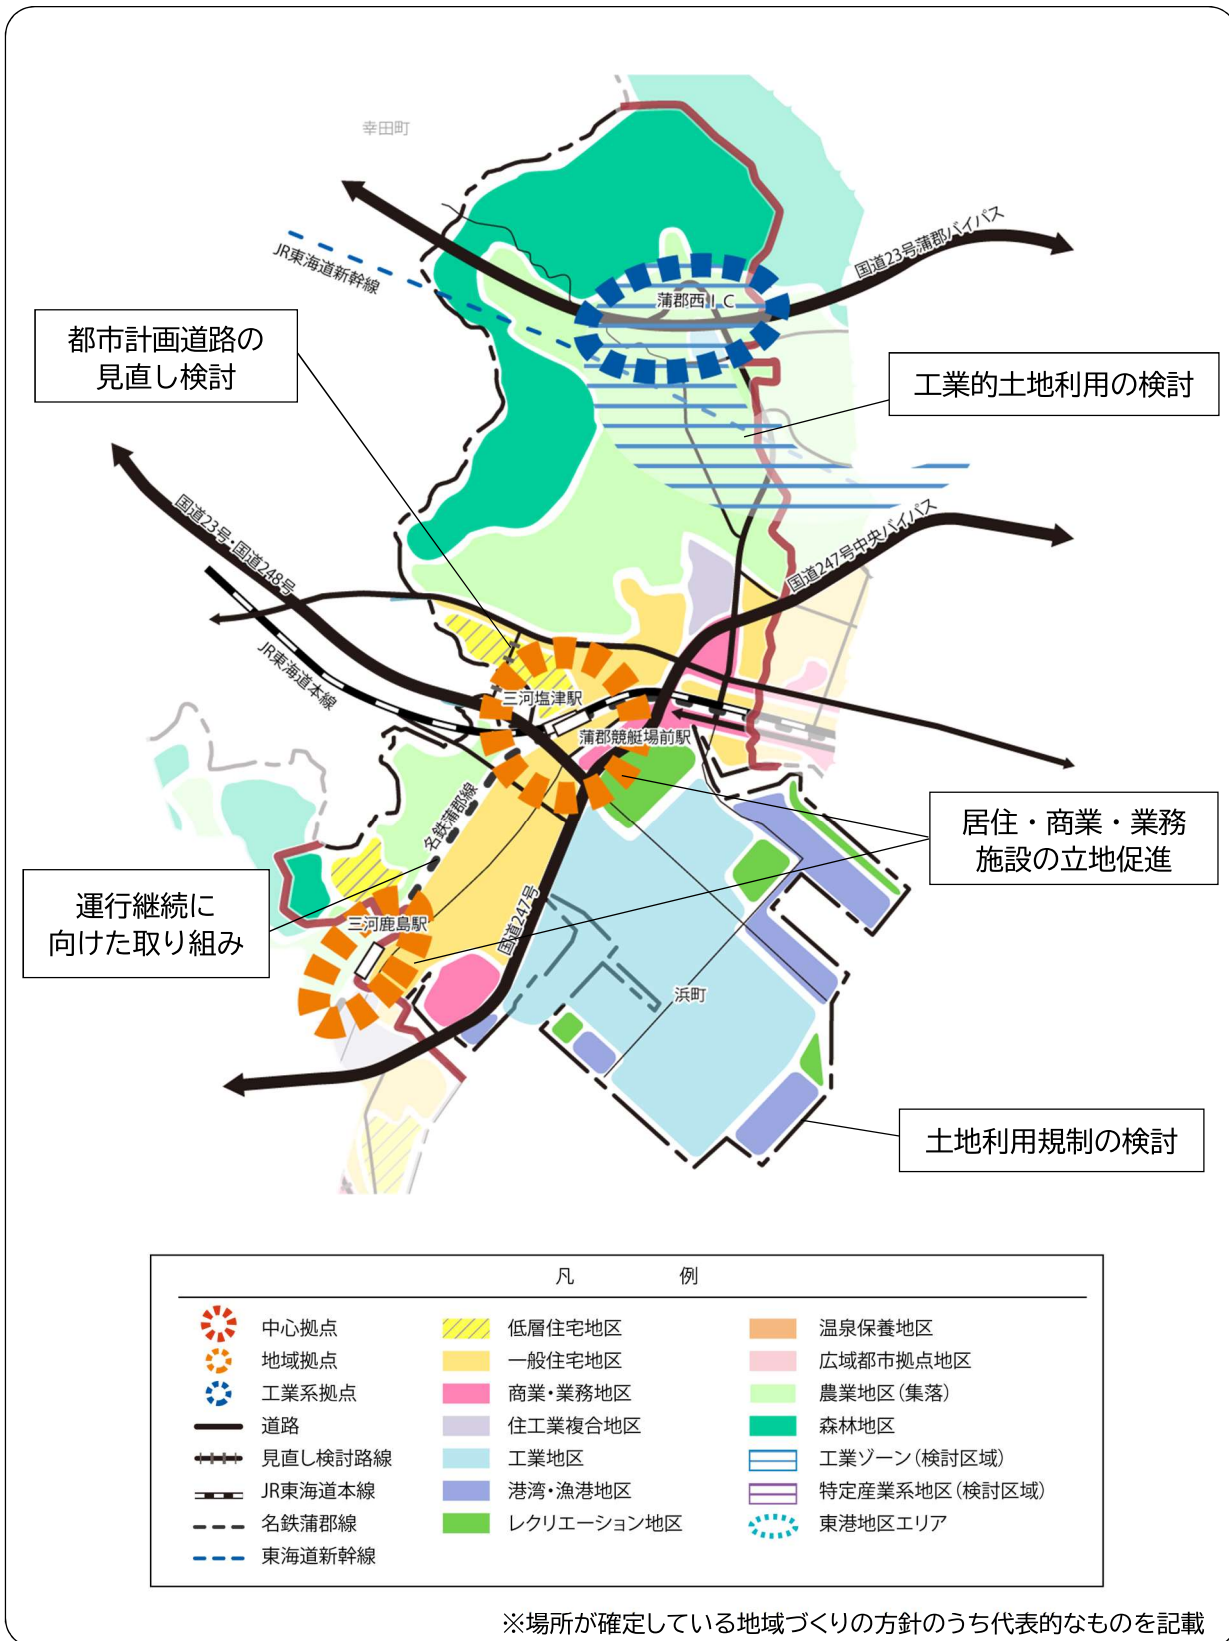 幸田町
国道23号蒲郡バイパス
JR東海道新幹線
蒲郡西IC
都市計画道路の
見直し検討
工業的土地利用の検討
国道23号・国道248号
国道247号中央バイパス
JR東海道本線
三河塩津駅
蒲郡競艇場前駅
名鉄蒲郡線
居住・商業・業務
施設の立地促進
運行継続に
向けた取り組み
三河鹿島駅
国道247号
浜町
土地利用規制の検討
凡　例
中心拠点
地域拠点
工業系拠点
道路
見直し検討路線
JR東海道本線
名鉄蒲郡線
東海道新幹線
低層住宅地区
一般住宅地区
商業・業務地区
住工業複合地区
工業地区
港湾・漁港地区
レクリエーション地区
温泉保養地区
広域都市拠点地区
農業地区（集落）
森林地区
工業ゾーン（検討区域）
特定産業系地区（検討区域）
東港地区エリア
※場所が確定している地域づくりの方針のうち代表的なものを記載